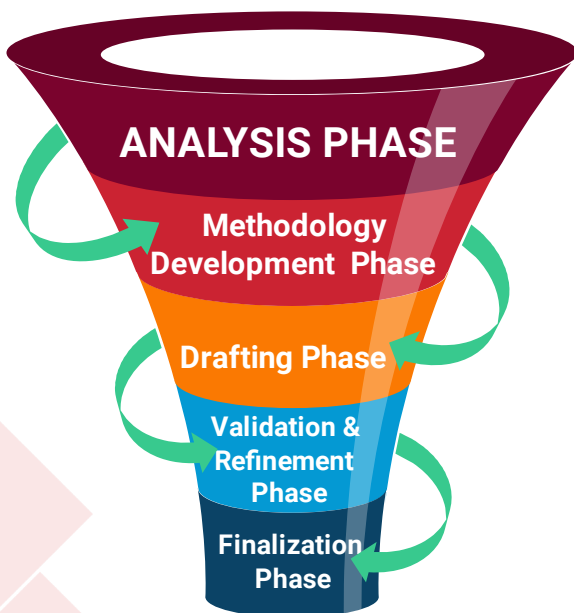 ANALYSIS PHASE
Methodology
Development Phase
Drafting Phase
Validation &
Refinement
Phase
Finalization
Phase